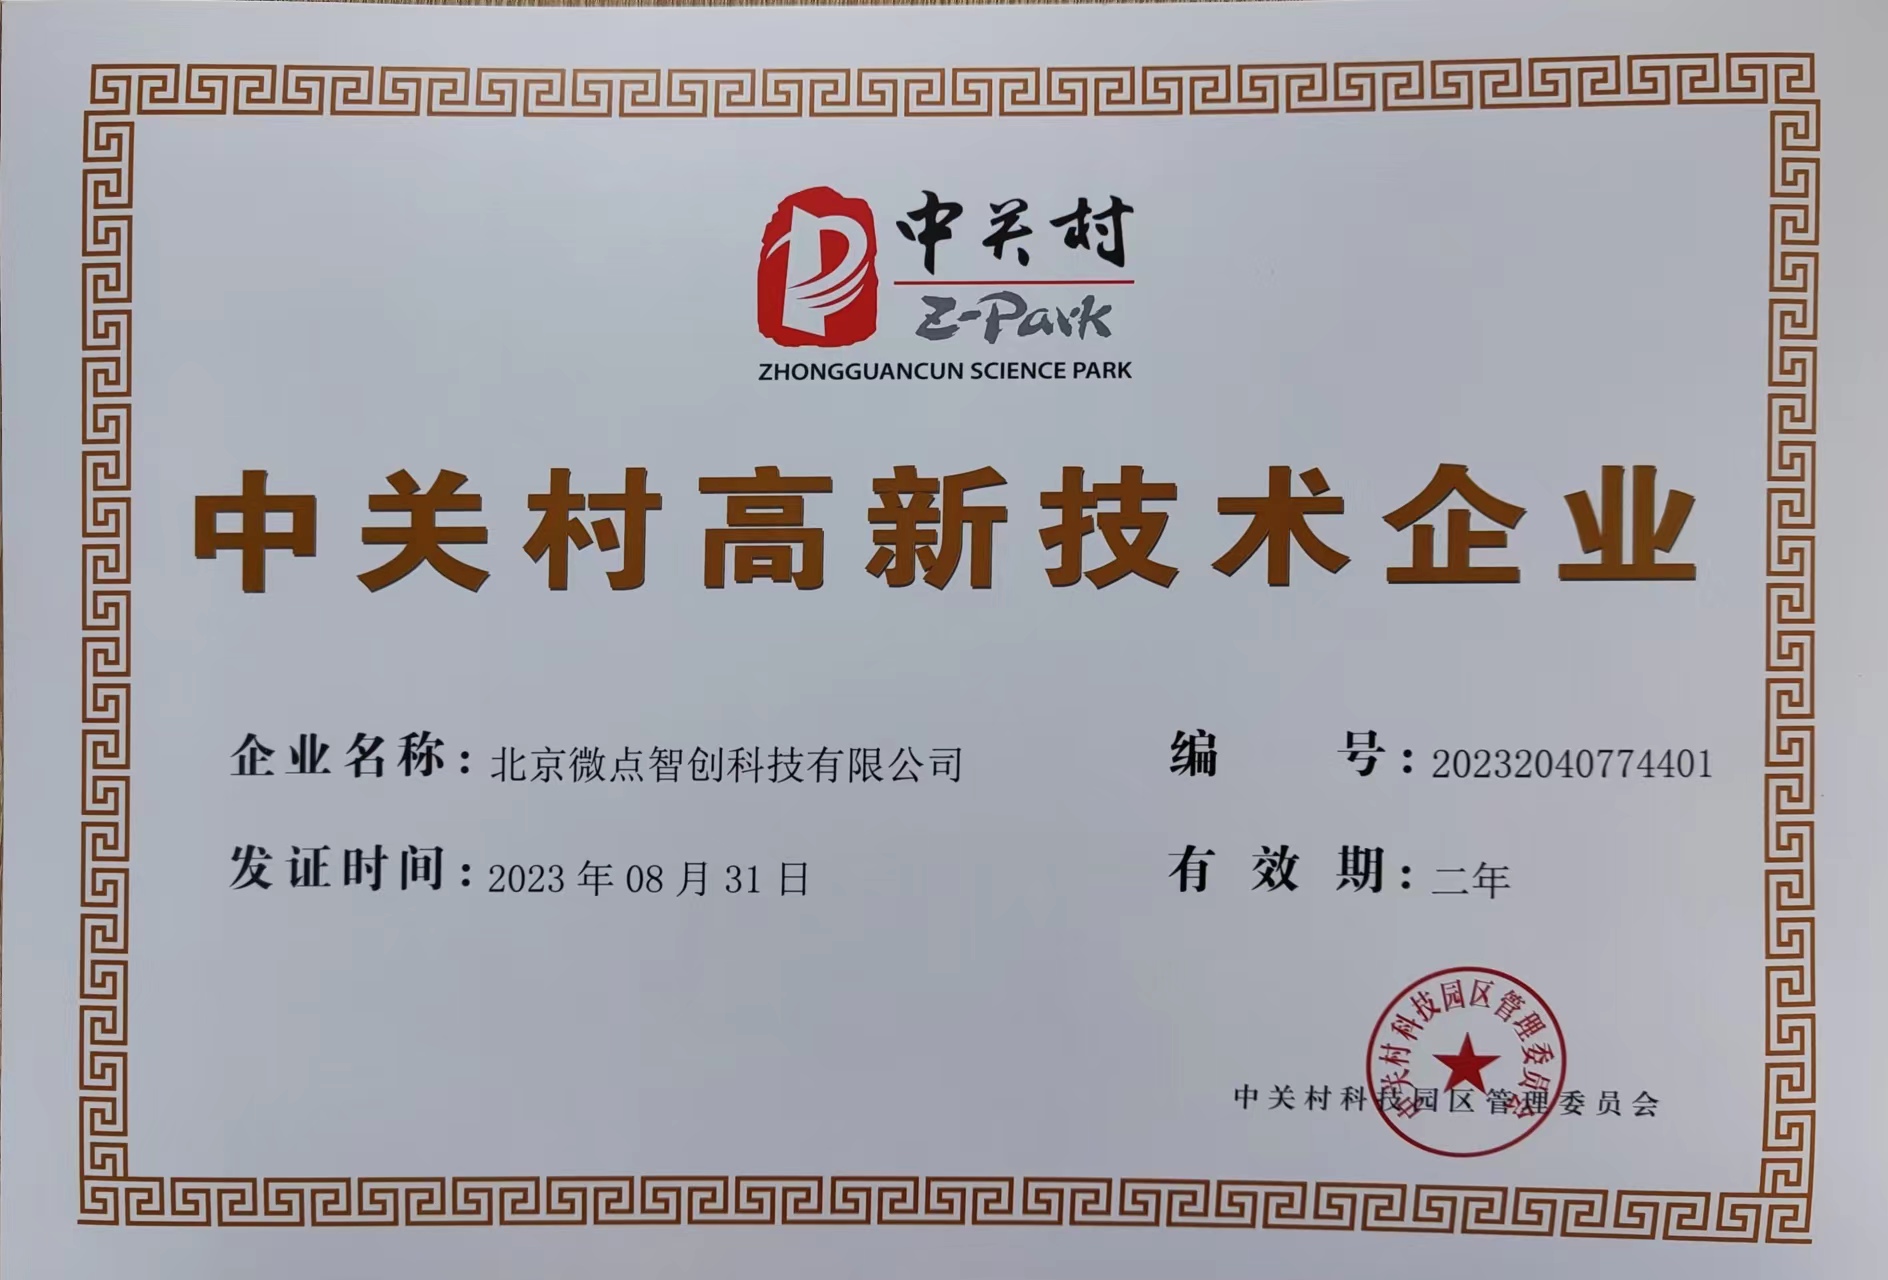 中关村
Z-Park
ZHONGGUANCUN SCIENCE PARK
中关村高新技术企业
企业名称：北京微点智创科技有限公司
编号：20232040774401
发证时间：2023年08月31日
有效期：二年
中关村科技园区管理委员会
中关村科技园区管理委员会